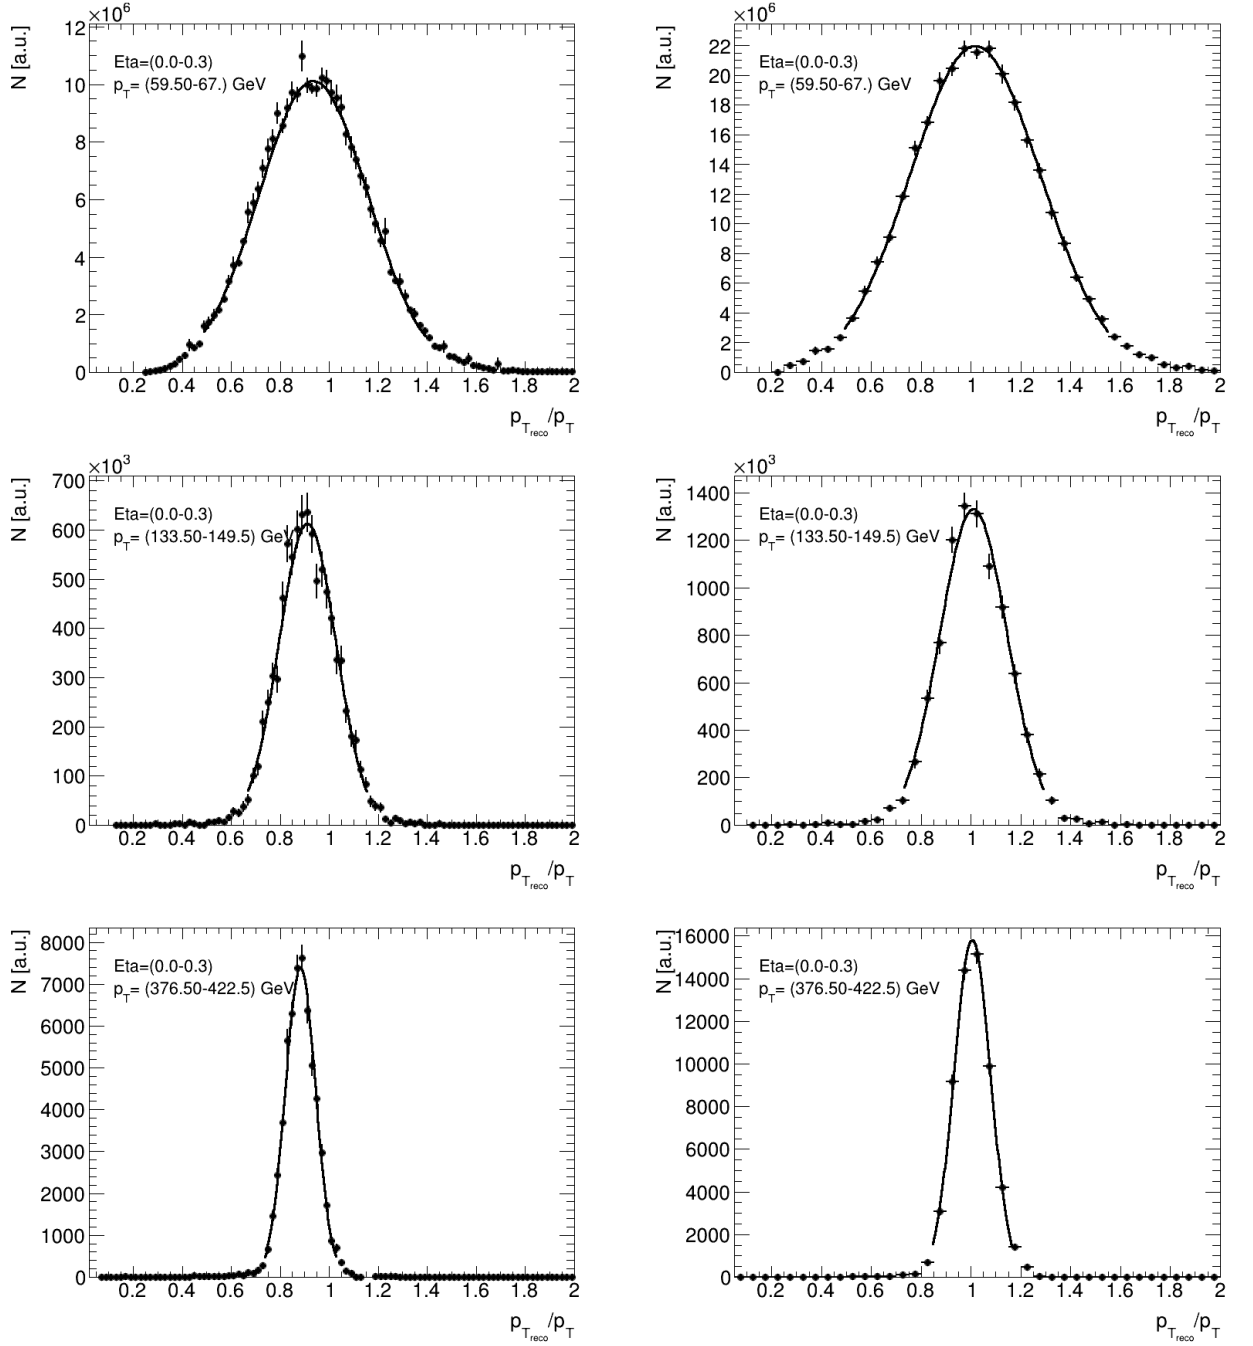 ×10⁶
N [a.u.]
Eta=(0.0-0.3)
p_T= (59.50-67.) GeV
12
10
8
6
4
2
0
0.2 0.4 0.6 0.8 1 1.2 1.4 1.6 1.8 2
p_T_reco/p_T
×10⁶
N [a.u.]
Eta=(0.0-0.3)
p_T= (59.50-67.) GeV
22
20
18
16
14
12
10
8
6
4
2
0
0.2 0.4 0.6 0.8 1 1.2 1.4 1.6 1.8 2
p_T_reco/p_T
×10³
N [a.u.]
Eta=(0.0-0.3)
p_T= (133.50-149.5) GeV
700
600
500
400
300
200
100
0
0.2 0.4 0.6 0.8 1 1.2 1.4 1.6 1.8 2
p_T_reco/p_T
×10³
N [a.u.]
Eta=(0.0-0.3)
p_T= (133.50-149.5) GeV
1400
1200
1000
800
600
400
200
0
0.2 0.4 0.6 0.8 1 1.2 1.4 1.6 1.8 2
p_T_reco/p_T
N [a.u.]
Eta=(0.0-0.3)
p_T= (376.50-422.5) GeV
8000
7000
6000
5000
4000
3000
2000
1000
0
0.2 0.4 0.6 0.8 1 1.2 1.4 1.6 1.8 2
p_T_reco/p_T
N [a.u.]
Eta=(0.0-0.3)
p_T= (376.50-422.5) GeV
16000
14000
12000
10000
8000
6000
4000
2000
0
0.2 0.4 0.6 0.8 1 1.2 1.4 1.6 1.8 2
p_T_reco/p_T